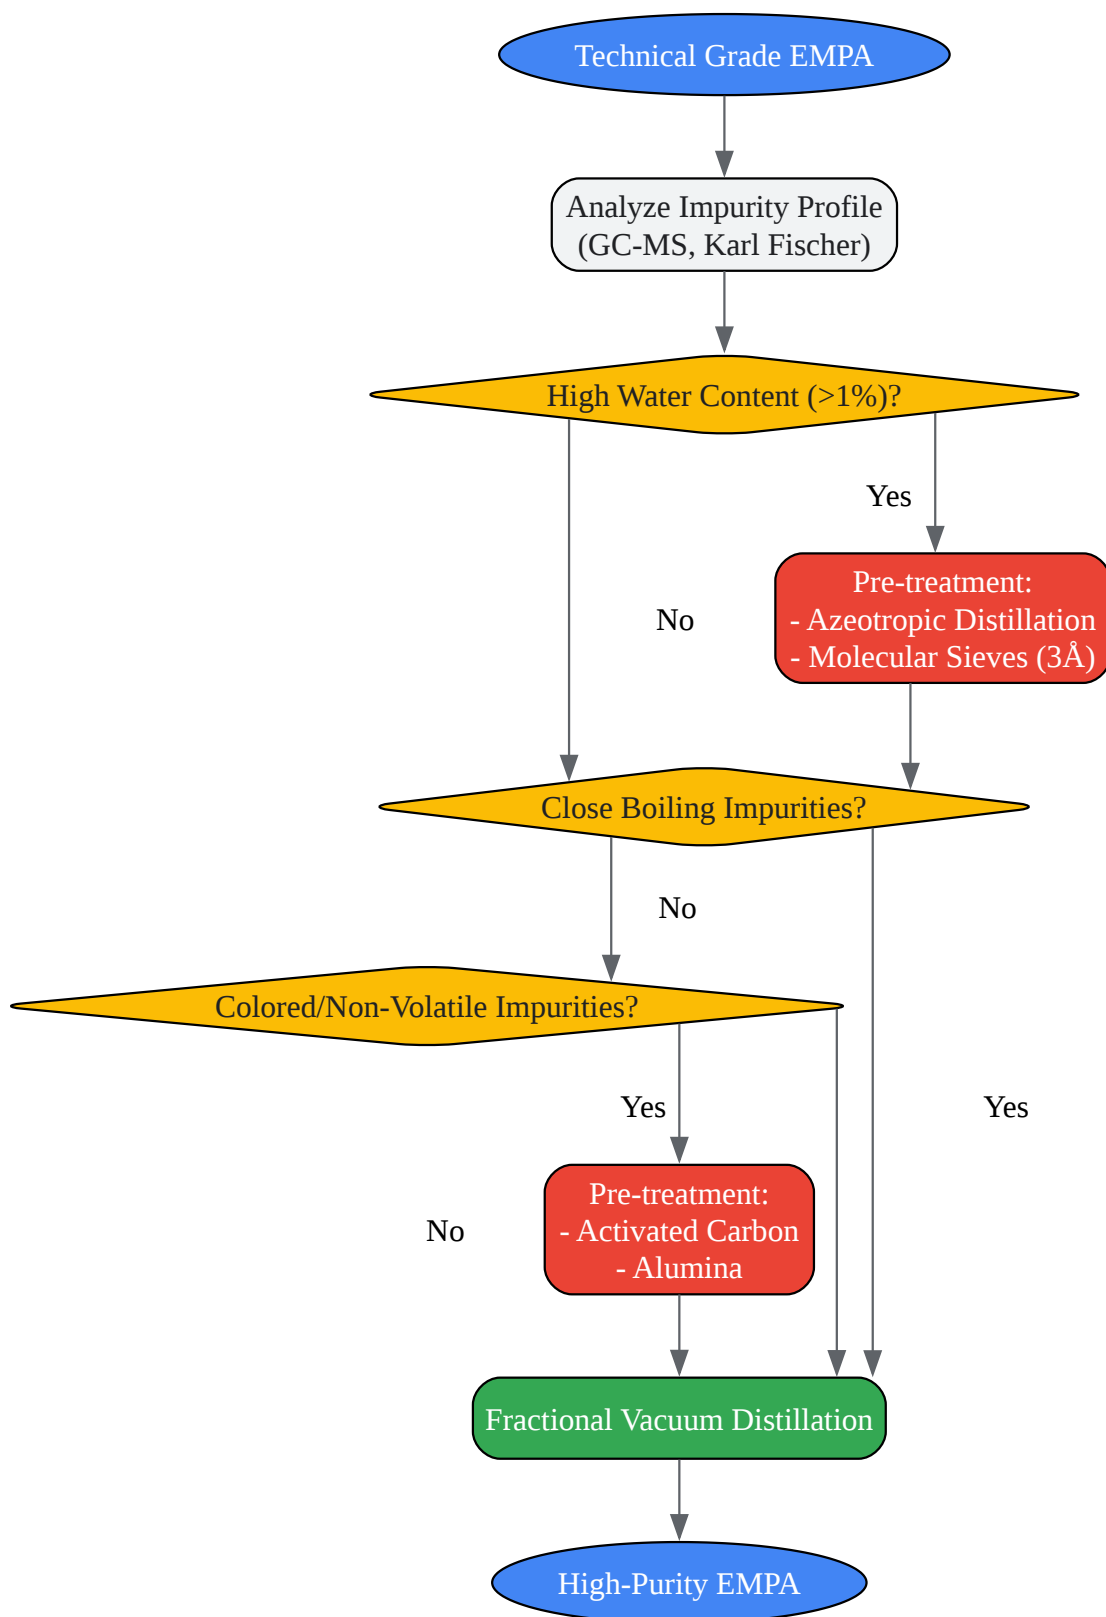 Technical Grade EMPA
Analyze Impurity Profile
(GC-MS, Karl Fischer)
High Water Content (>1%)?
Yes
Pre-treatment:
- Azeotropic Distillation
- Molecular Sieves (3Å)
No
Close Boiling Impurities?
No
Colored/Non-Volatile Impurities?
Yes
Yes
Pre-treatment:
- Activated Carbon
- Alumina
No
Fractional Vacuum Distillation
High-Purity EMPA